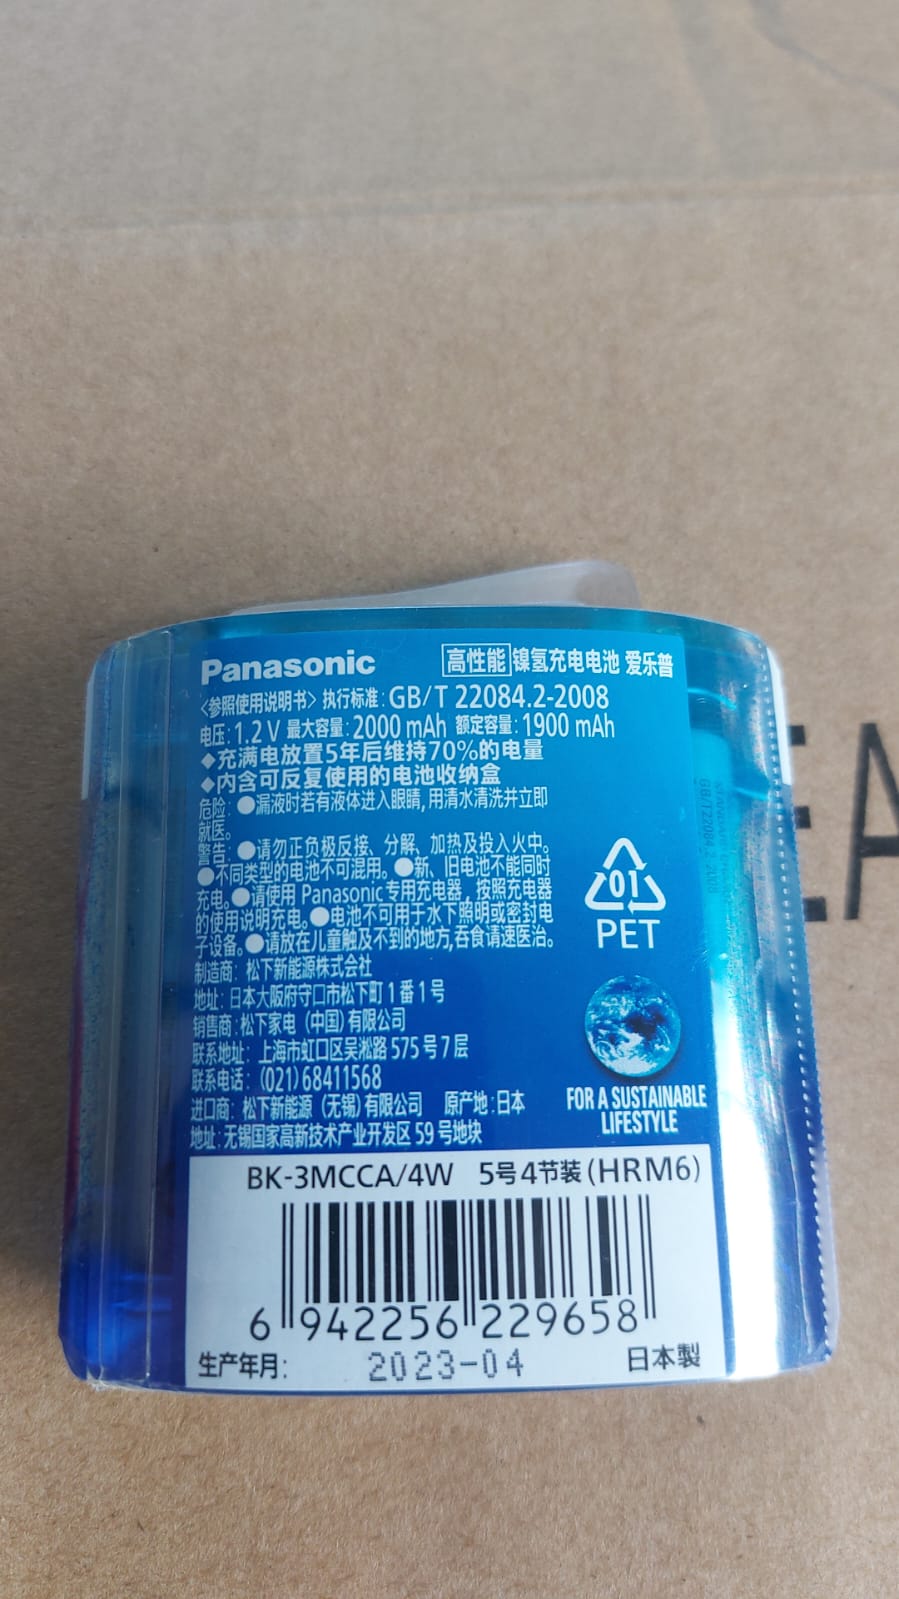 Panasonic 高性能 镍氢充电电池 爱乐普
〈参照使用说明书〉执行标准: GB/T 22084.2-2008
电压: 1.2 V 最大容量: 2000 mAh 额定容量: 1900 mAh
◆充满电放置5年后维持70%的电量
◆内含可反复使用的电池收纳盒
危险: ●漏液时若有液体进入眼睛,用清水清洗并立即
就医。
警告: ●请勿正负极反接、分解、加热及投入火中。
●不同类型的电池不可混用。●新、旧电池不能同时
充电。●请使用 Panasonic 专用充电器, 按照充电器
的使用说明充电。●电池不可用于水下照明或密封电
子设备。●请放在儿童触及不到的地方,吞食请速医治。
制造商: 松下新能源株式会社
地址: 日本大阪府守口市松下町1番1号
销售商: 松下家电 (中国) 有限公司
联系地址: 上海市虹口区吴淞路575号7层
联系电话: (021) 68411568
进口商: 松下新能源 (无锡) 有限公司 原产地: 日本
地址: 无锡国家高新技术产业开发区59号地块
01
PET
FOR A SUSTAINABLE
LIFESTYLE
BK-3MCCA/4W 5号4节装 (HRM6)
6 942256 229658
生产年月: 2023-04 日本製
GB/T22084.2-2008
EA